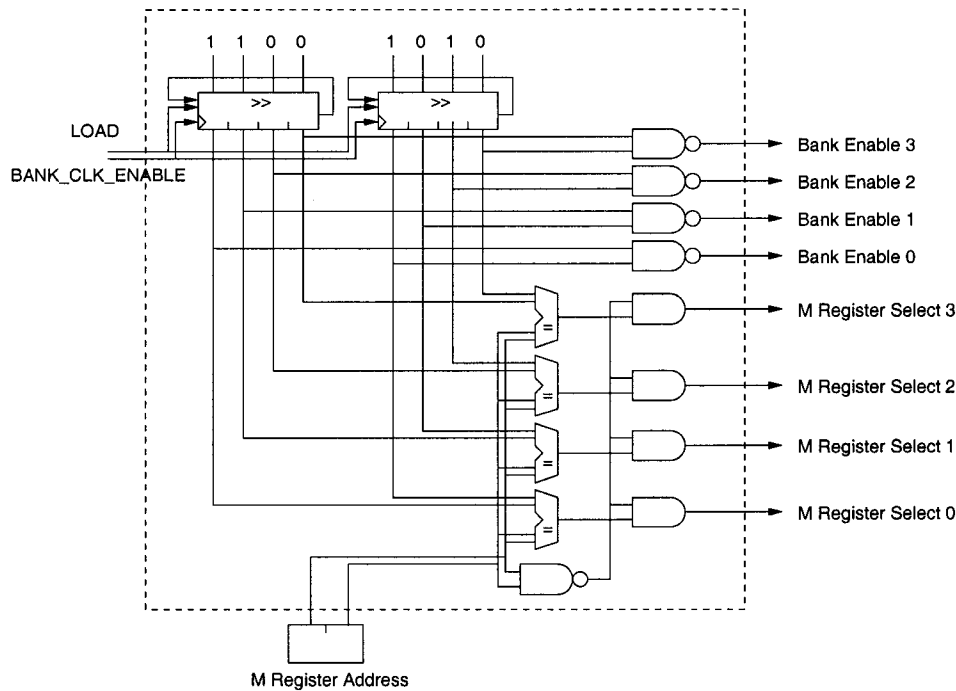 1 1 0 0 1 0 1 0
>> >>
LOAD
BANK_CLK_ENABLE
Bank Enable 3
Bank Enable 2
Bank Enable 1
Bank Enable 0
M Register Select 3
=
M Register Select 2
=
M Register Select 1
=
M Register Select 0
=
M Register Address